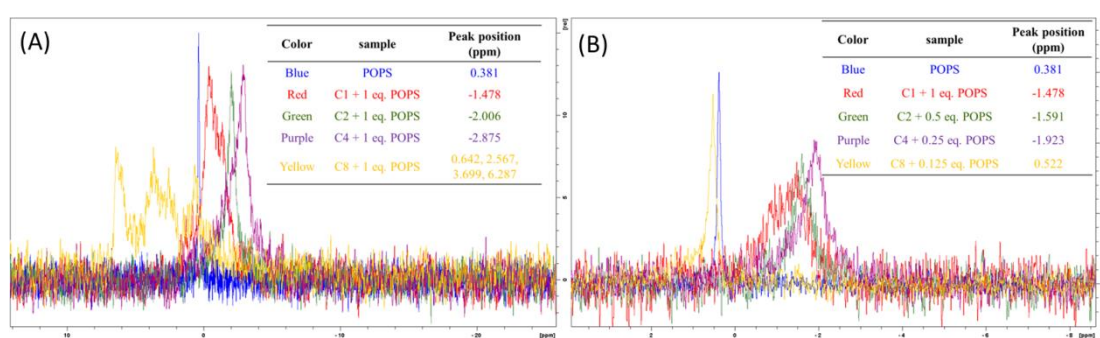 (A)
Color sample Peak position (ppm)
Blue POPS 0.381
Red C1 + 1 eq. POPS -1.478
Green C2 + 1 eq. POPS -2.006
Purple C4 + 1 eq. POPS -2.875
Yellow C8 + 1 eq. POPS 0.642, 2.567, 3.699, 6.287
10 0 -10 -20 [ppm]
[rel]
10
5
0
(B)
Color sample Peak position (ppm)
Blue POPS 0.381
Red C1 + 1 eq. POPS -1.478
Green C2 + 0.5 eq. POPS -1.591
Purple C4 + 0.25 eq. POPS -1.923
Yellow C8 + 0.125 eq. POPS 0.522
2 0 -2 -4 -6 -8 [ppm]